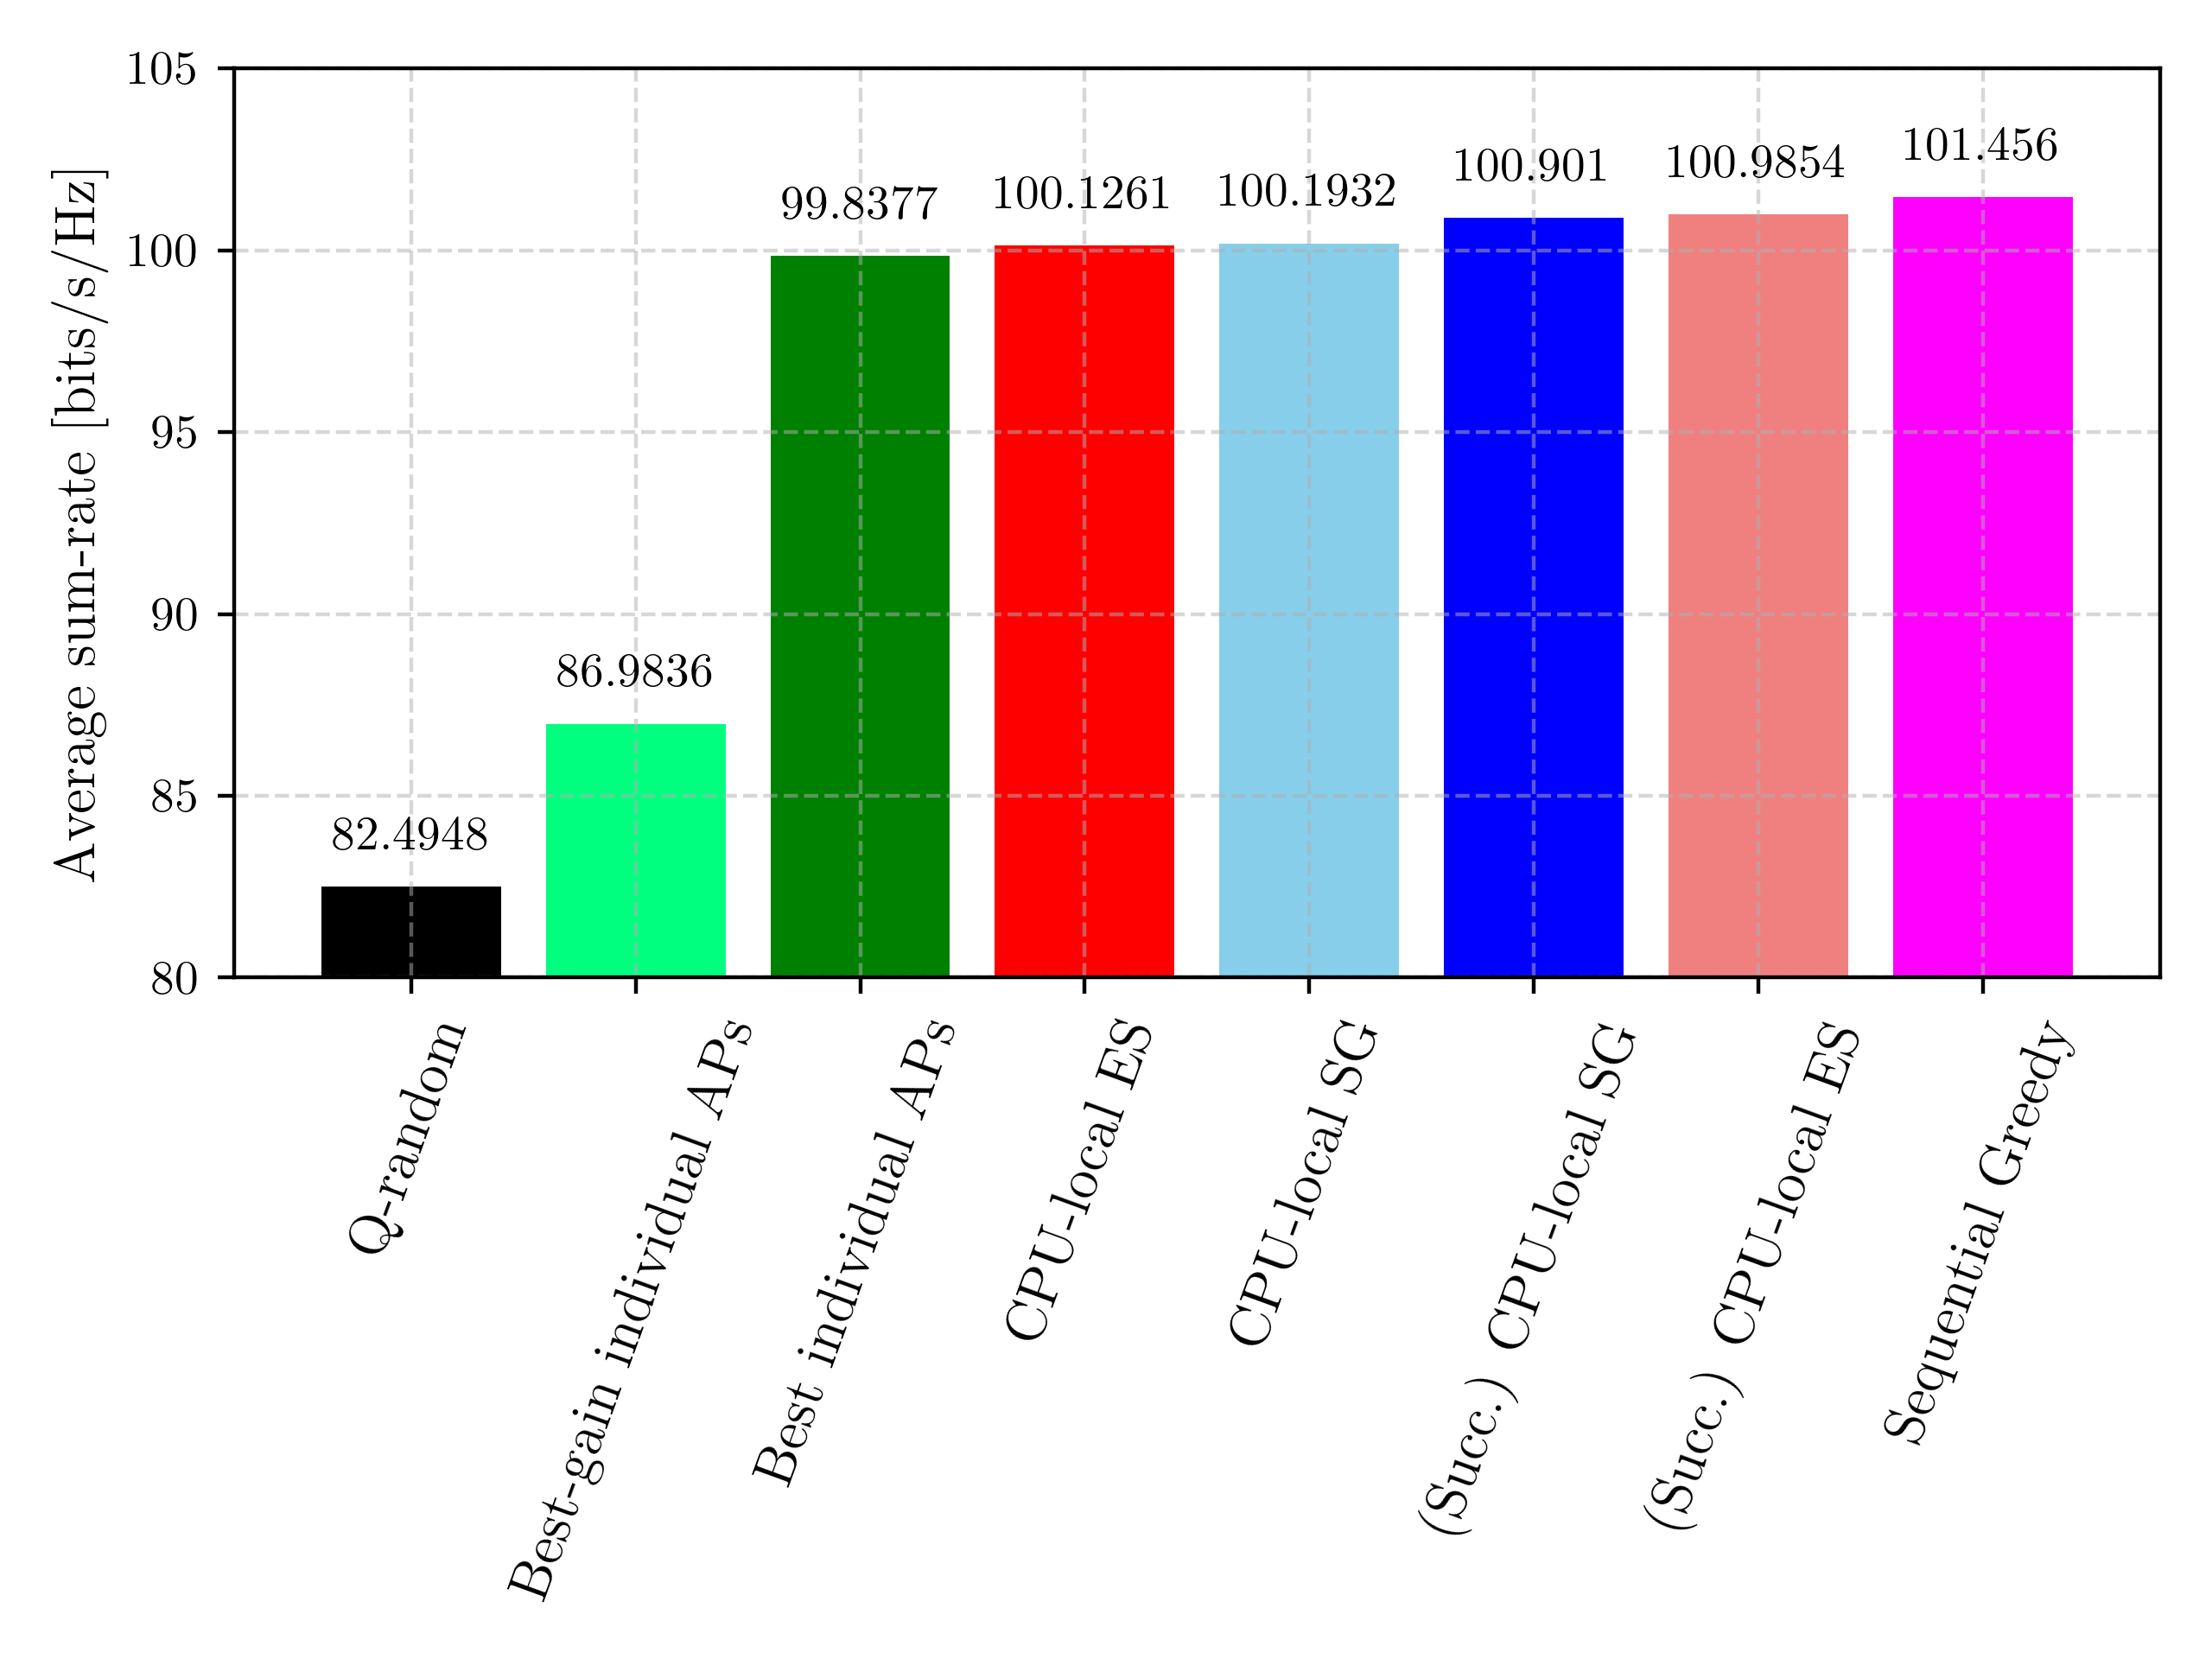 Average sum-rate [bits/s/Hz]
105
100
95
90
85
80
82.4948
86.9836
99.8377
100.1261
100.1932
100.901
100.9854
101.456
Q-random
Best-gain individual APs
Best individual APs
CPU-local ES
CPU-local SG
(Succ.) CPU-local SG
(Succ.) CPU-local ES
Sequential Greedy